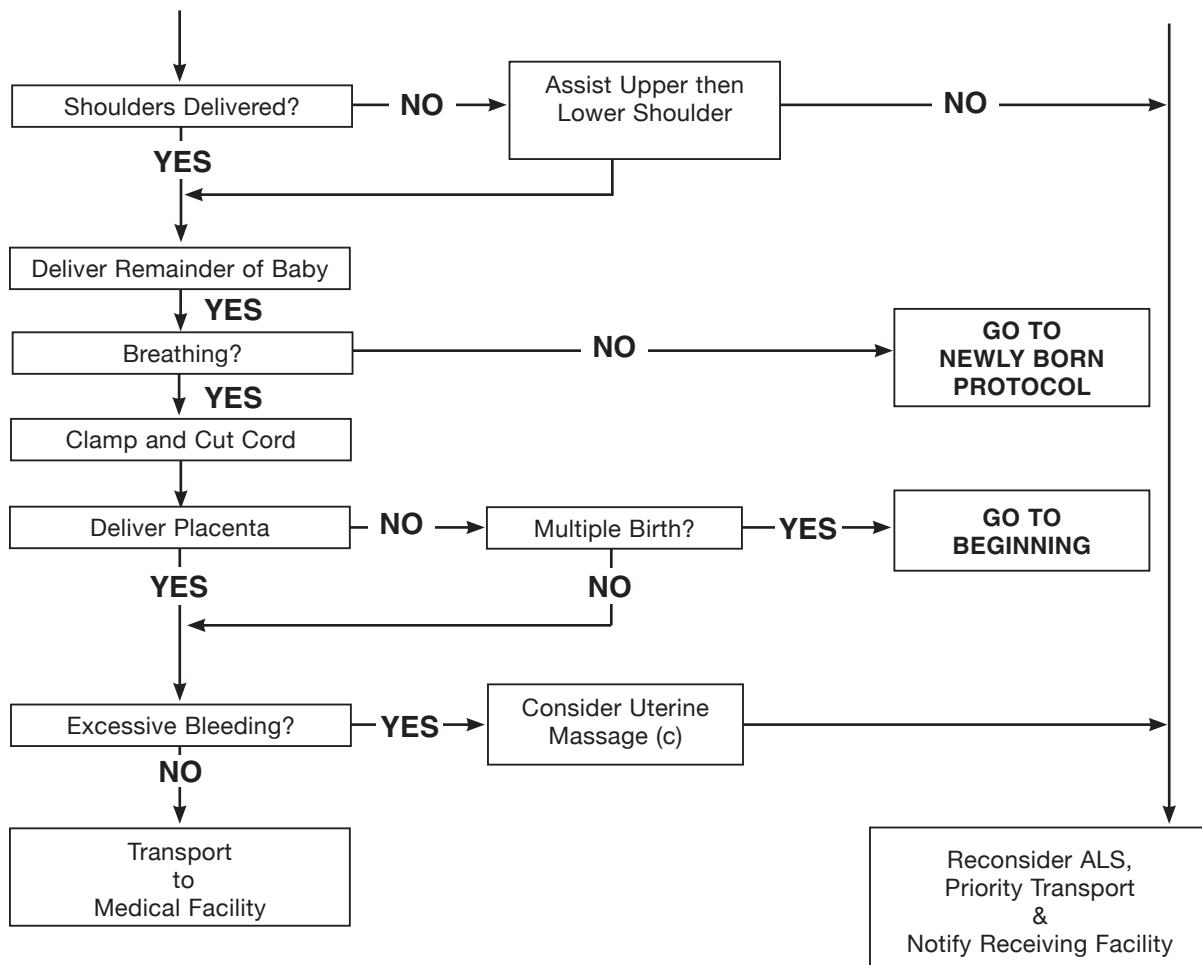 Shoulders Delivered?
NO
Assist Upper then
Lower Shoulder
NO
YES
Deliver Remainder of Baby
YES
Breathing?
NO
GO TO
NEWLY BORN
PROTOCOL
YES
Clamp and Cut Cord
Deliver Placenta
NO
Multiple Birth?
YES
GO TO
BEGINNING
YES
NO
Excessive Bleeding?
YES
Consider Uterine
Massage (c)
NO
Transport
to
Medical Facility
Reconsider ALS,
Priority Transport
&
Notify Receiving Facility